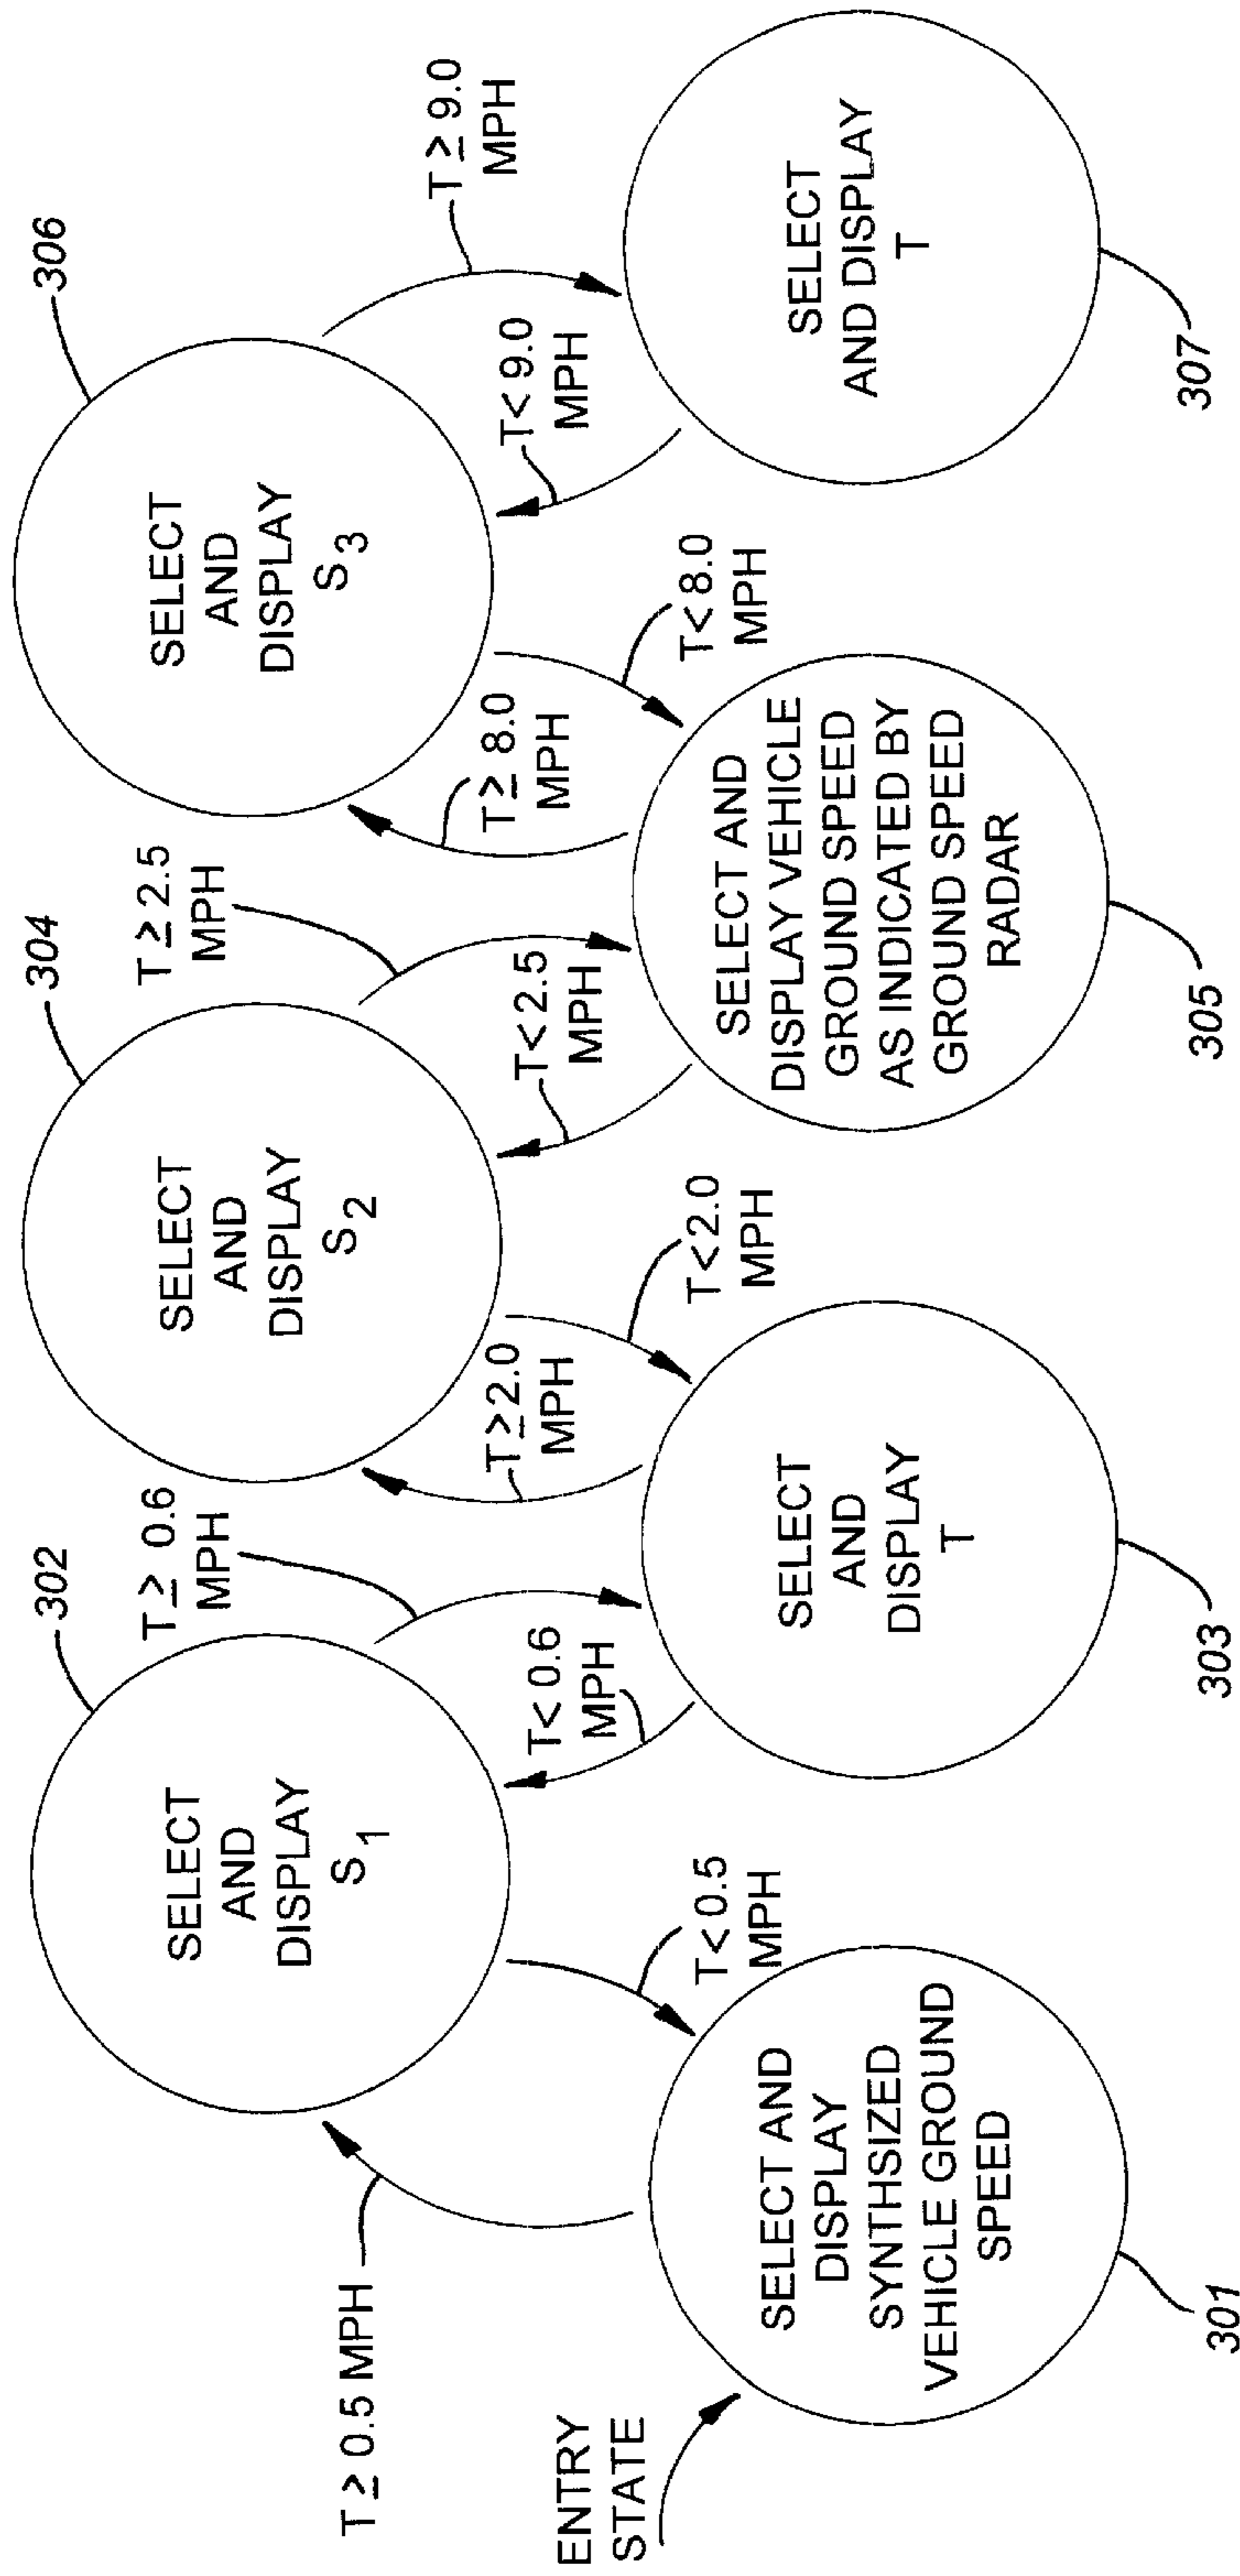 ENTRY
STATE
SELECT AND
DISPLAY
SYNTHSIZED
VEHICLE GROUND
SPEED
301
T ≥ 0.5 MPH
T < 0.5
MPH
302
SELECT
AND
DISPLAY
S1
T ≥ 0.6
MPH
T < 0.6
MPH
SELECT
AND
DISPLAY
T
303
T ≥ 2.0
MPH
T < 2.0
MPH
304
SELECT
AND
DISPLAY
S2
T ≥ 2.5
MPH
T < 2.5
MPH
SELECT AND
DISPLAY VEHICLE
GROUND SPEED
AS INDICATED BY
GROUND SPEED
RADAR
305
T ≥ 8.0
MPH
T < 8.0
MPH
306
SELECT
AND
DISPLAY
S3
T ≥ 9.0
MPH
T < 9.0
MPH
SELECT
AND DISPLAY
T
307